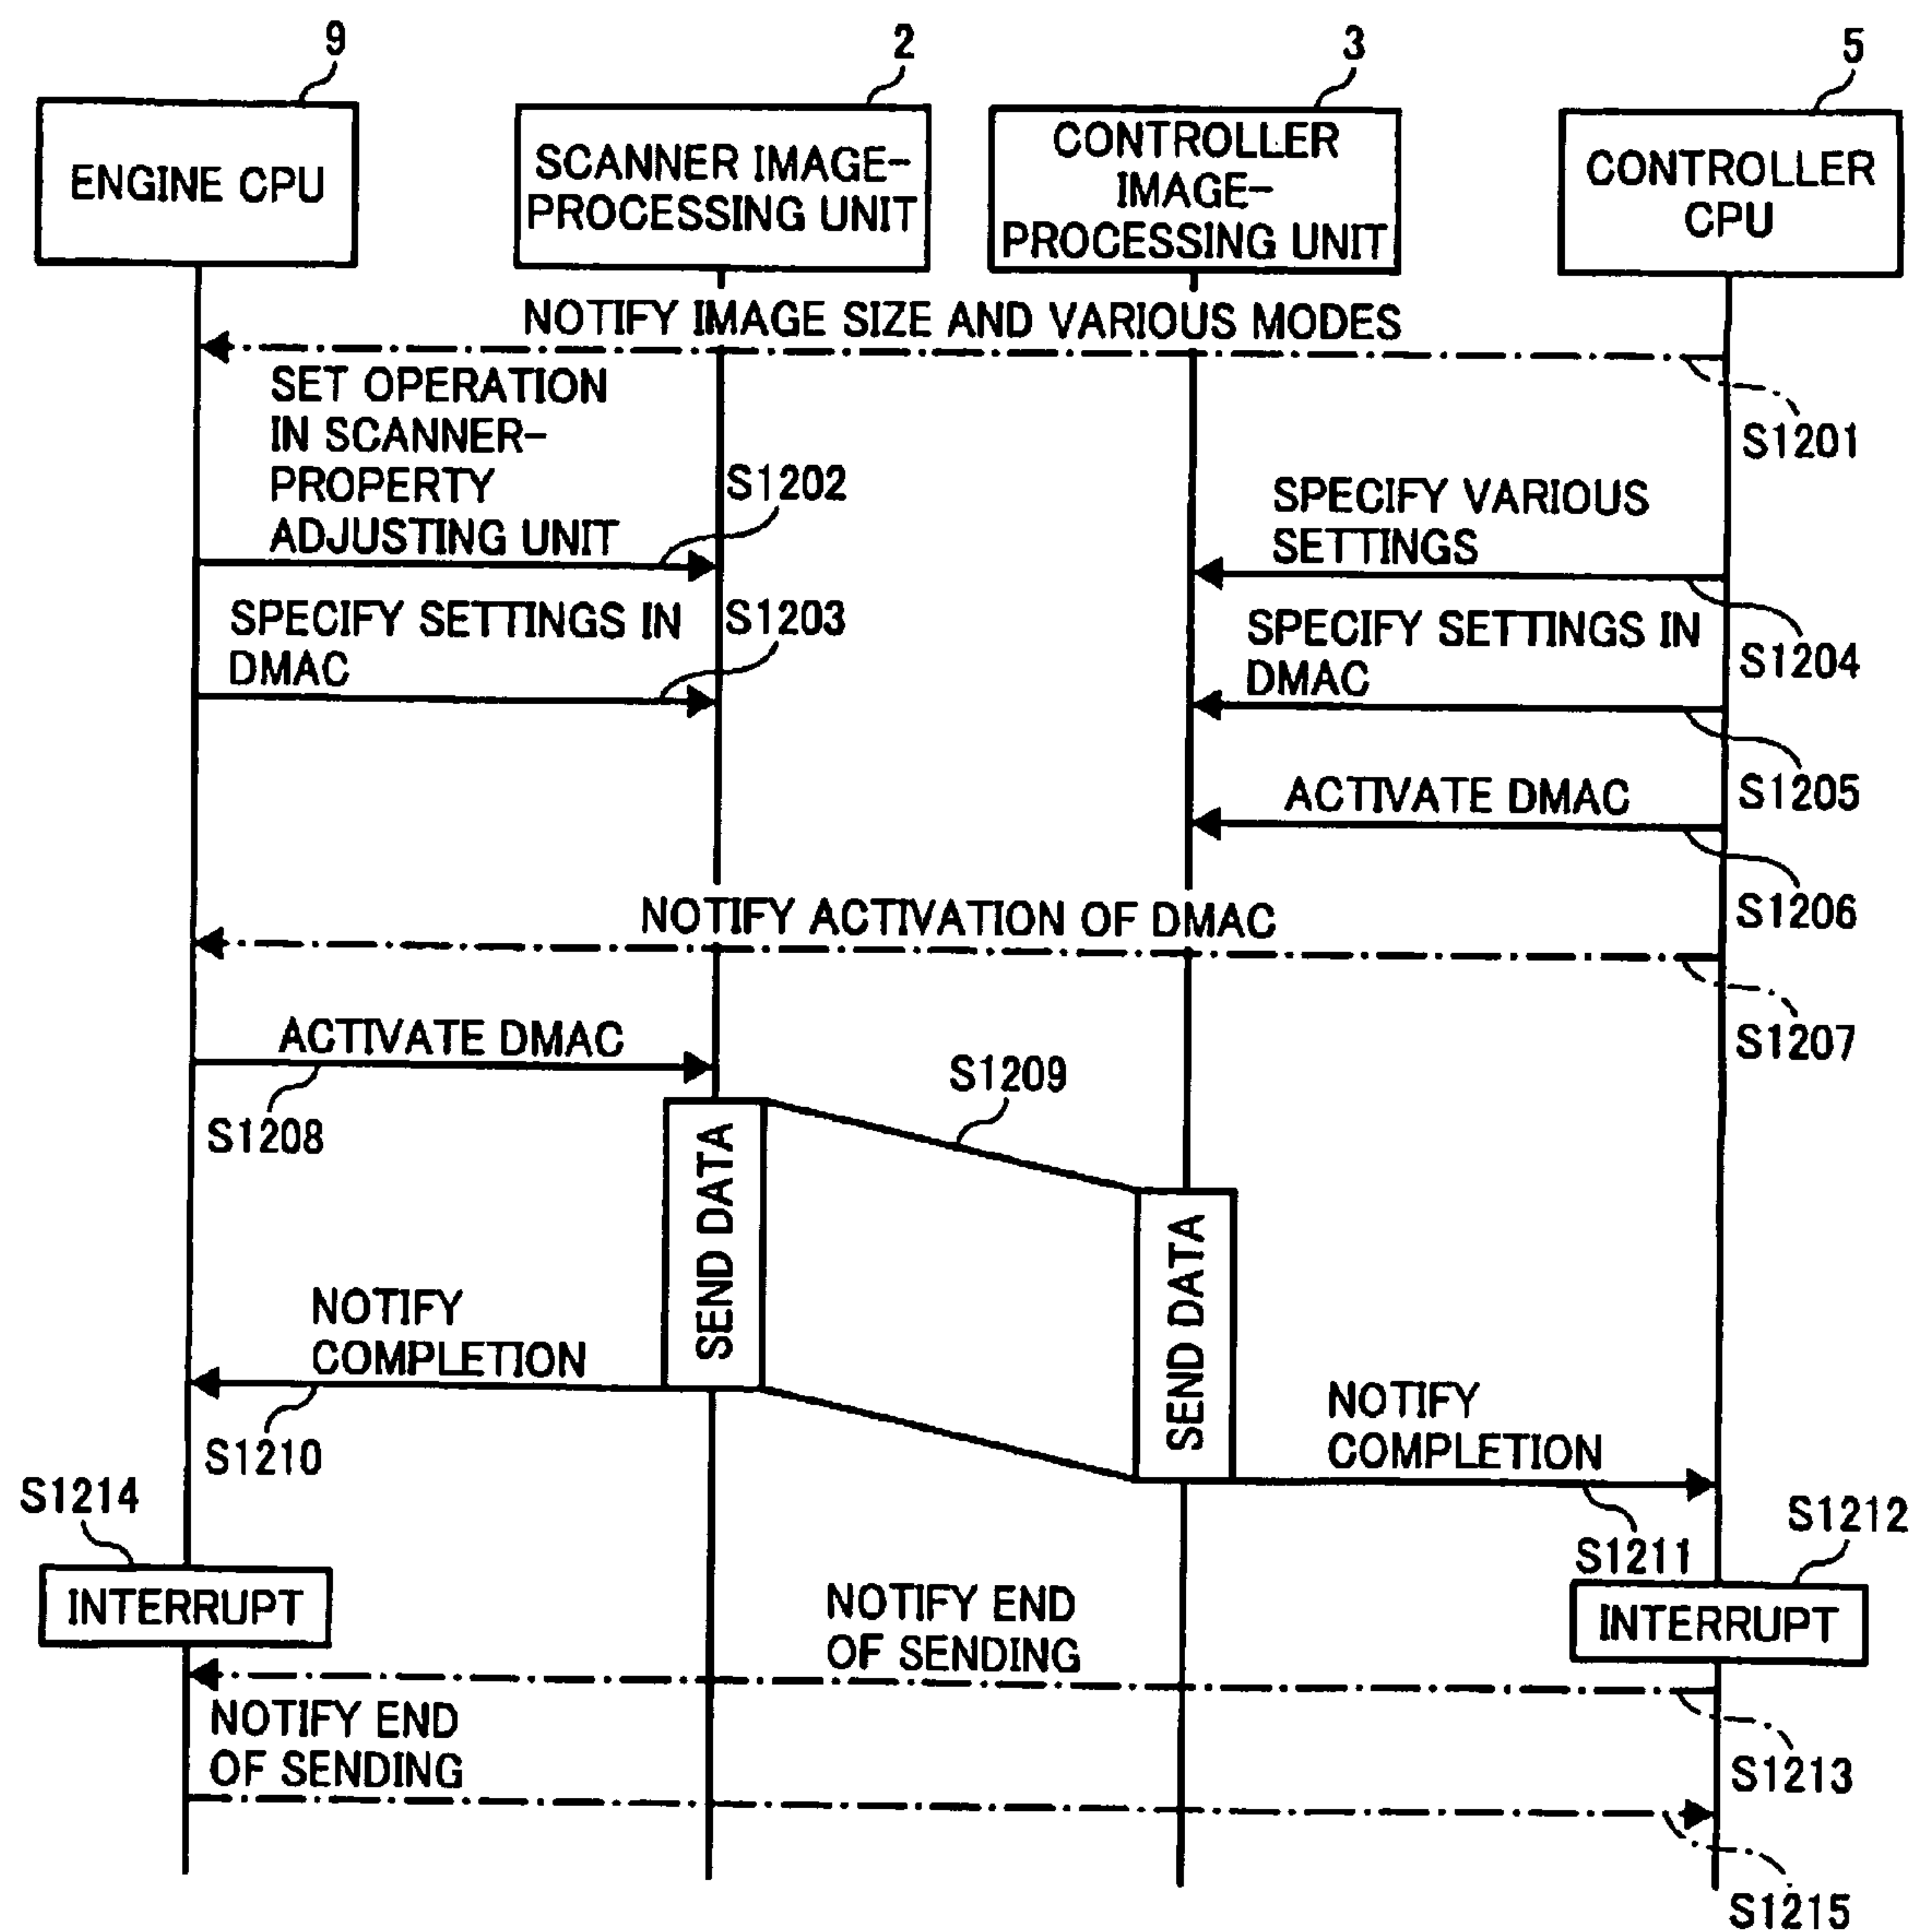 9
2
3
5
ENGINE CPU
SCANNER IMAGE-
PROCESSING UNIT
CONTROLLER
IMAGE-
PROCESSING UNIT
CONTROLLER
CPU
NOTIFY IMAGE SIZE AND VARIOUS MODES
S1201
SET OPERATION
IN SCANNER-
PROPERTY
ADJUSTING UNIT
S1202
SPECIFY VARIOUS
SETTINGS
S1204
SPECIFY SETTINGS IN
DMAC
S1203
SPECIFY SETTINGS IN
DMAC
S1205
ACTIVATE DMAC
S1206
NOTIFY ACTIVATION OF DMAC
S1207
ACTIVATE DMAC
S1208
S1209
SEND DATA
SEND DATA
NOTIFY
COMPLETION
S1210
NOTIFY
COMPLETION
S1211
S1214
INTERRUPT
S1212
INTERRUPT
NOTIFY END
OF SENDING
S1213
NOTIFY END
OF SENDING
S1215